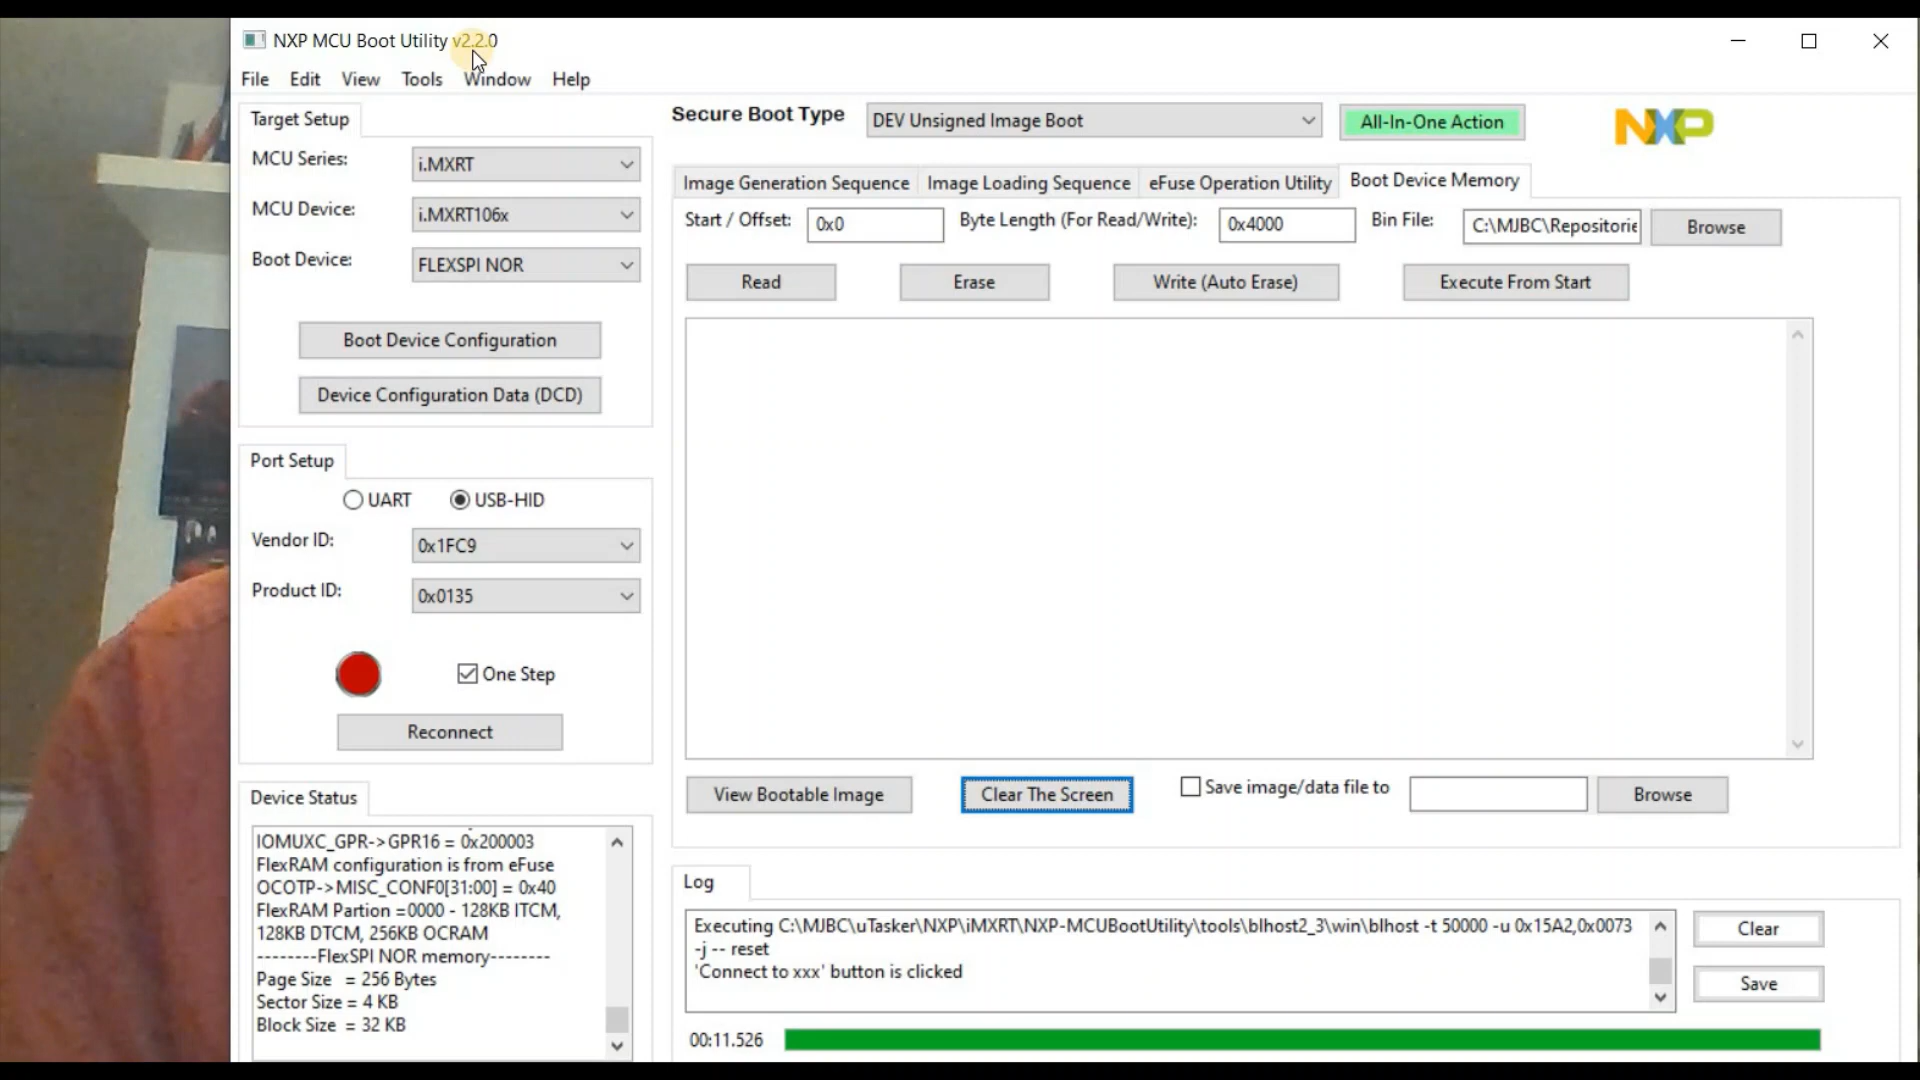 NXP MCU Boot Utility v2.2.0
File Edit View Tools Window Help
Target Setup
MCU Series: i.MXRT
MCU Device: i.MXRT106x
Boot Device: FLEXSPI NOR
Boot Device Configuration
Device Configuration Data (DCD)
Port Setup
UART USB-HID
Vendor ID: 0x1FC9
Product ID: 0x0135
One Step
Reconnect
Device Status
IOMUXC_GPR->GPR16 = 0x200003
FlexRAM configuration is from eFuse
OCOTP->MISC_CONF0[31:00] = 0x40
FlexRAM Partion =0000 - 128KB ITCM,
128KB DTCM, 256KB OCRAM
--------FlexSPI NOR memory--------
Page Size = 256 Bytes
Sector Size = 4 KB
Block Size = 32 KB
Secure Boot Type DEV Unsigned Image Boot All-In-One Action NXP
Image Generation Sequence Image Loading Sequence eFuse Operation Utility Boot Device Memory
Start / Offset: 0x0 Byte Length (For Read/Write): 0x4000 Bin File: C:\MJBC\Repositorie Browse
Read Erase Write (Auto Erase) Execute From Start
View Bootable Image Clear The Screen Save image/data file to Browse
Log
Executing C:\MJBC\uTasker\NXP\iMXRT\NXP-MCUBootUtility\tools\blhost2_3\win\blhost -t 50000 -u 0x15A2,0x0073
-j -- reset
'Connect to xxx' button is clicked
Clear
Save
00:11.526